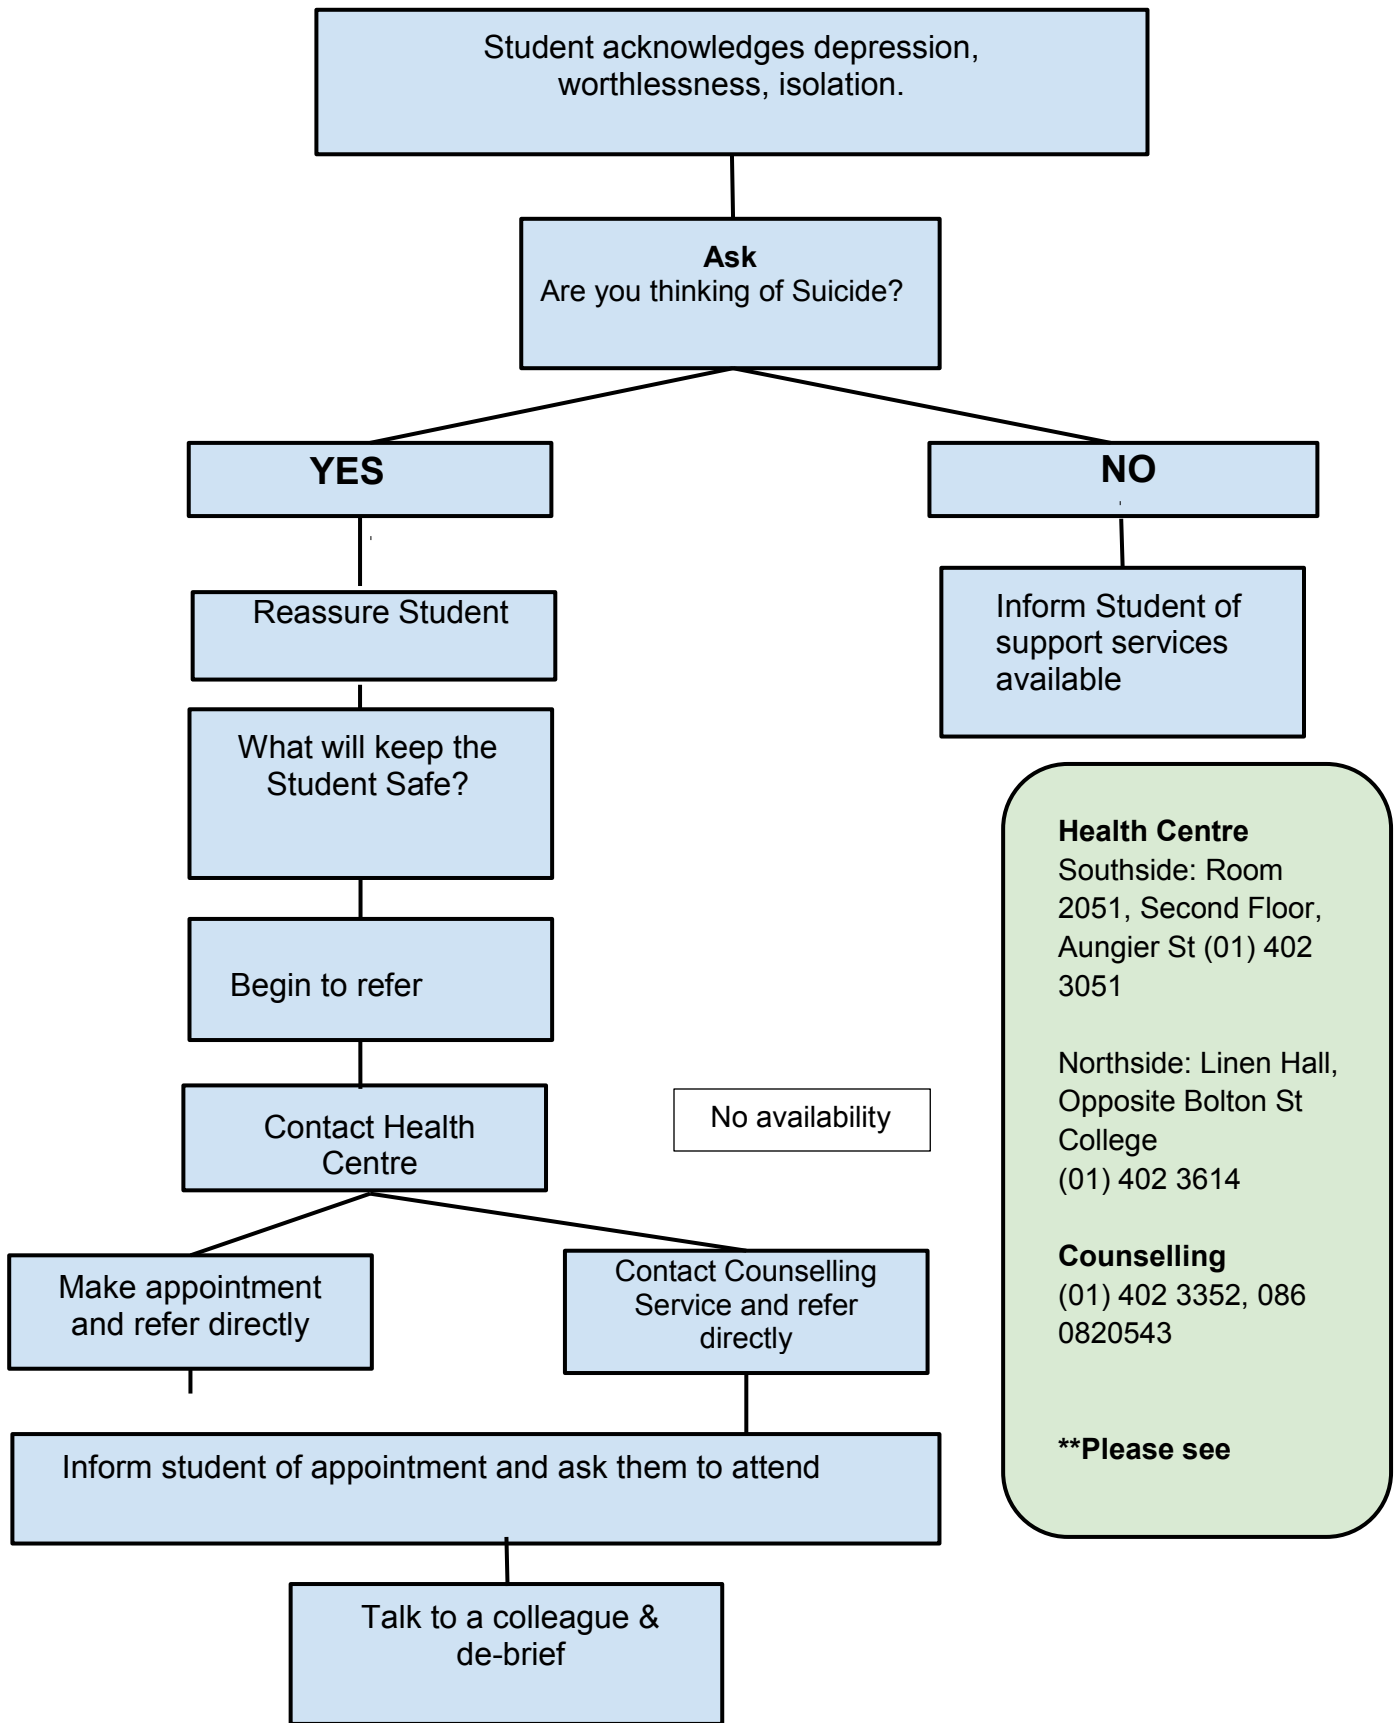 Student acknowledges depression,
worthlessness, isolation.
Ask
Are you thinking of Suicide?
YES
NO
Reassure Student
Inform Student of
support services
available
What will keep the
Student Safe?
Begin to refer
Contact Health
Centre
No availability
Make appointment
and refer directly
Contact Counselling
Service and refer
directly
Inform student of appointment and ask them to attend
Talk to a colleague &
de-brief
Health Centre
Southside: Room
2051, Second Floor,
Aungier St (01) 402
3051
Northside: Linen Hall,
Opposite Bolton St
College
(01) 402 3614
Counselling
(01) 402 3352, 086
0820543
**Please see